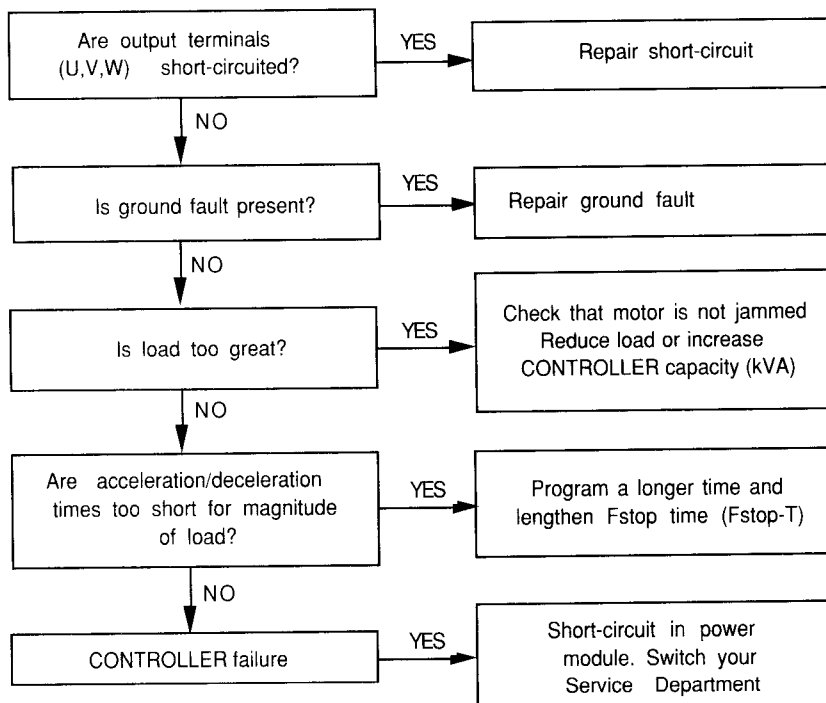 Are output terminals
(U,V,W) short-circuited?
YES
Repair short-circuit
NO
Is ground fault present?
YES
Repair ground fault
NO
Is load too great?
YES
Check that motor is not jammed
Reduce load or increase
CONTROLLER capacity (kVA)
NO
Are acceleration/deceleration
times too short for magnitude
of load?
YES
Program a longer time and
lengthen Fstop time (Fstop-T)
NO
CONTROLLER failure
YES
Short-circuit in power
module. Switch your
Service Department